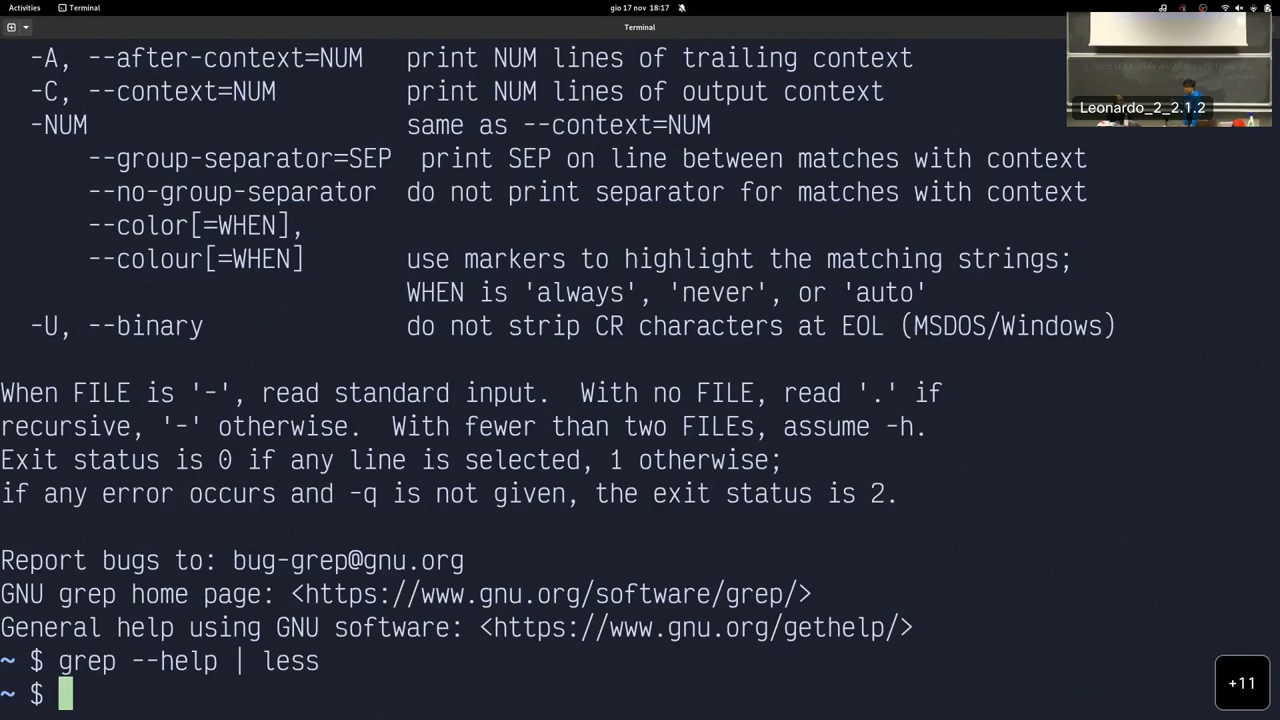 Activities
Terminal
gio 17 nov 18:17
Terminal
-A, --after-context=NUM print NUM lines of trailing context
-C, --context=NUM print NUM lines of output context
-NUM same as --context=NUM
--group-separator=SEP print SEP on line between matches with context
--no-group-separator do not print separator for matches with context
--color[=WHEN],
--colour[=WHEN] use markers to highlight the matching strings;
WHEN is 'always', 'never', or 'auto'
-U, --binary do not strip CR characters at EOL (MSDOS/Windows)
When FILE is '-', read standard input. With no FILE, read '.' if
recursive, '-' otherwise. With fewer than two FILEs, assume -h.
Exit status is 0 if any line is selected, 1 otherwise;
if any error occurs and -q is not given, the exit status is 2.
Report bugs to: bug-grep@gnu.org
GNU grep home page: <https://www.gnu.org/software/grep/>
General help using GNU software: <https://www.gnu.org/gethelp/>
~ $ grep --help | less
~ $
Leonardo_2_2.1.2
+11